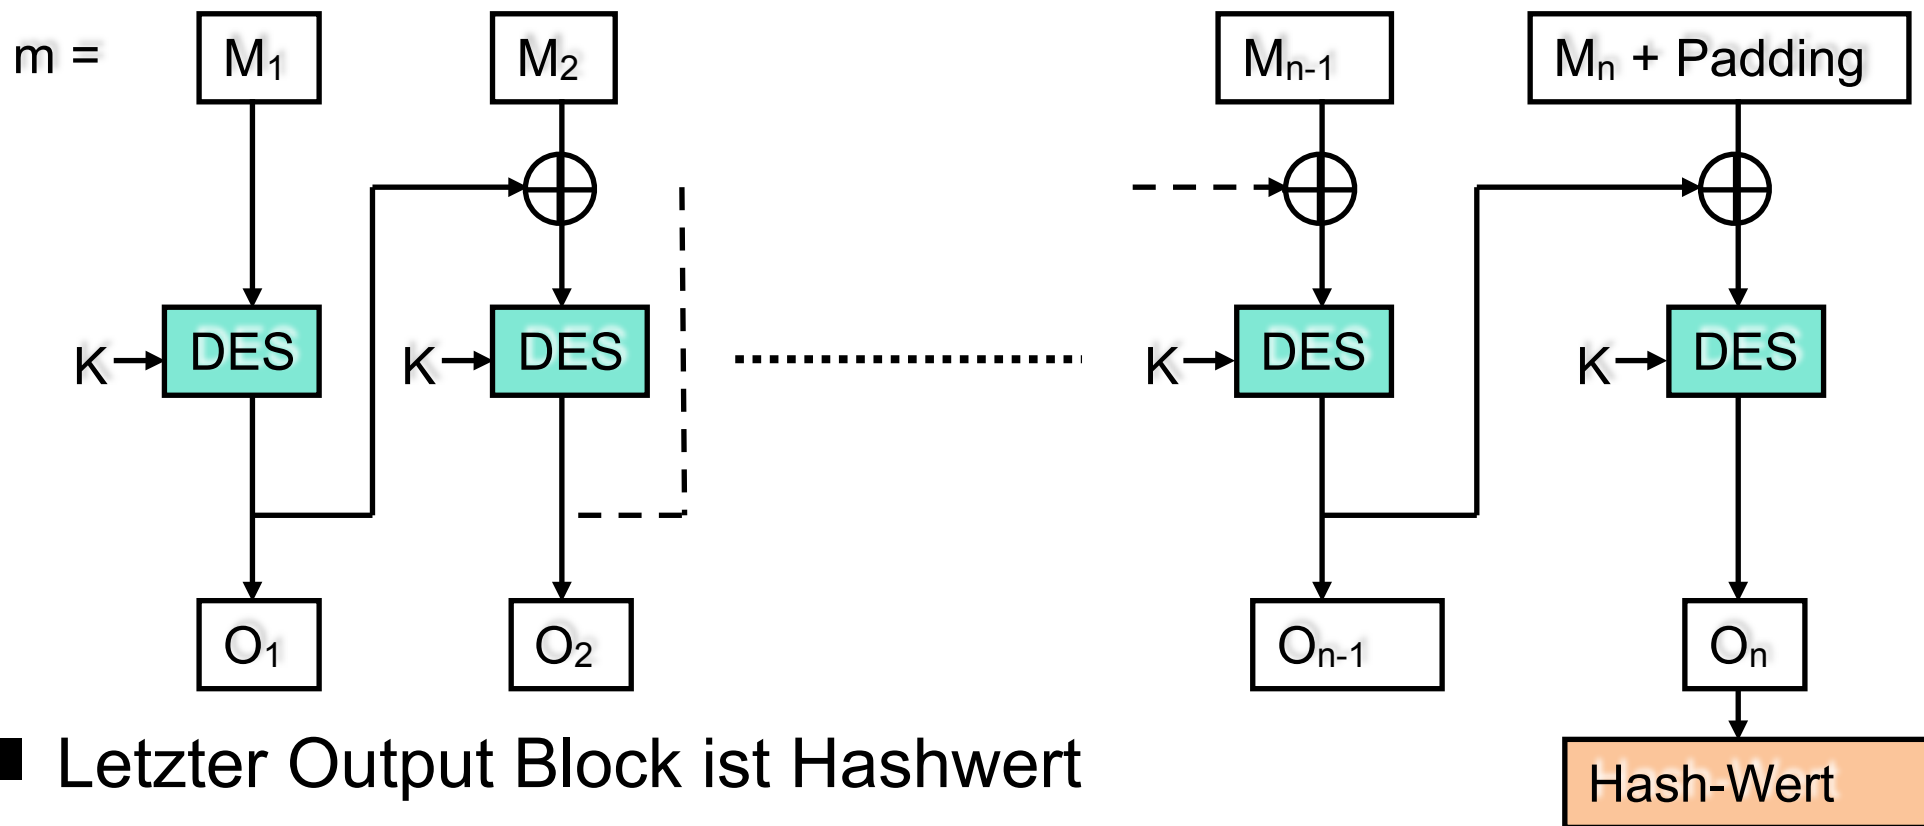 m =
M₁
M₂
Mₙ₋₁
Mₙ + Padding
K
DES
K
DES
K
DES
K
DES
O₁
O₂
Oₙ₋₁
Oₙ
Letzter Output Block ist Hashwert
Hash-Wert